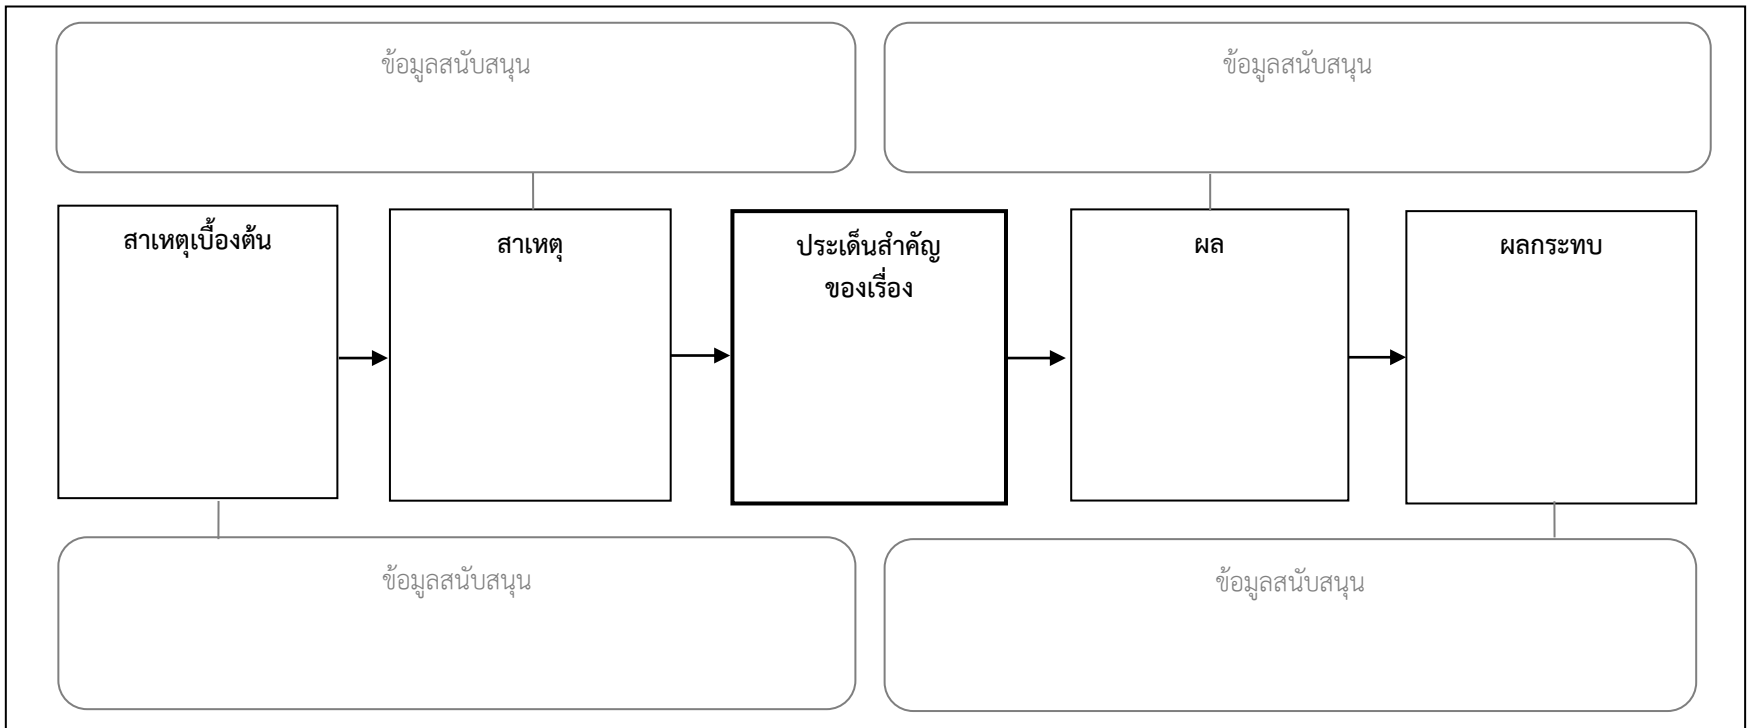 ข้อมูลสนับสนุน
ข้อมูลสนับสนุน
สาเหตุเบื้องต้น
สาเหตุ
ประเด็นสำคัญ
ของเรื่อง
ผล
ผลกระทบ
ข้อมูลสนับสนุน
ข้อมูลสนับสนุน